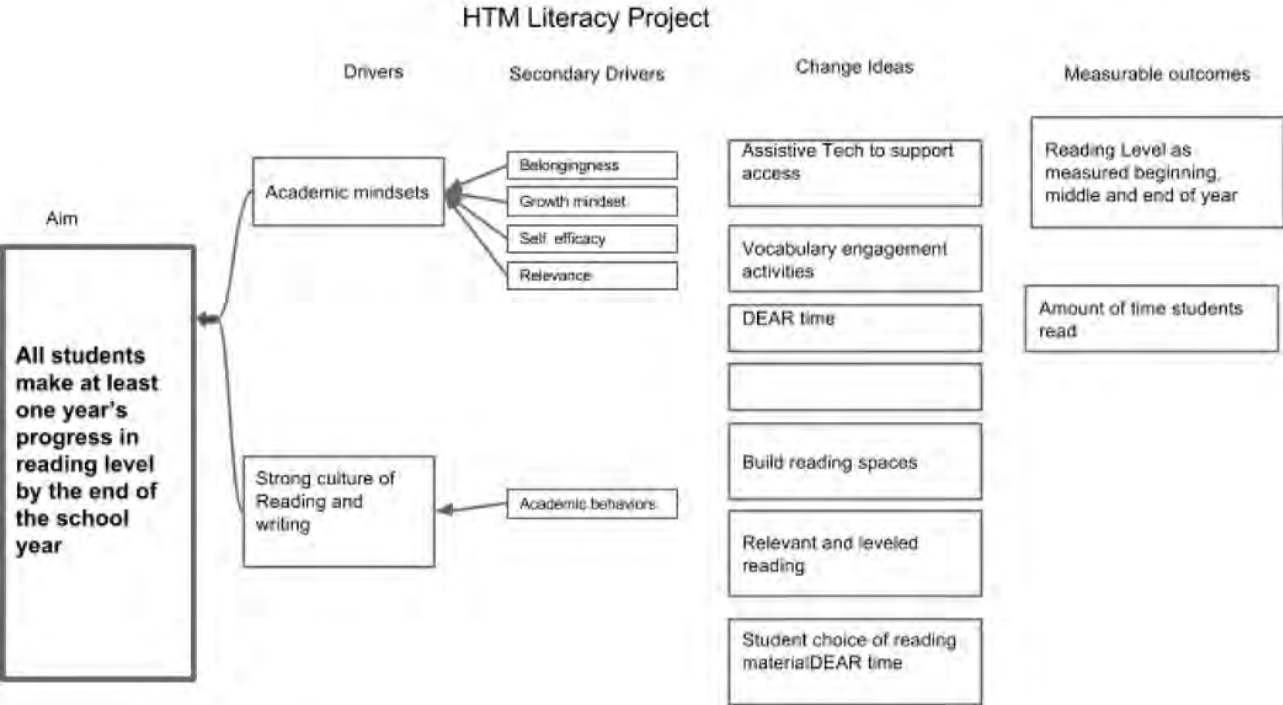 HTM Literacy Project
Drivers
Secondary Drivers
Change Ideas
Measurable outcomes
Aim
All students
make at least
one year's
progress in
reading level
by the end of
the school
year
Academic mindsets
Strong culture of
Reading and
writing
Belongingness
Growth mindset
Self efficacy
Relevance
Academic behaviors
Assistive Tech to support
access
Vocabulary engagement
activities
DEAR time
Build reading spaces
Relevant and leveled
reading
Student choice of reading
materialDEAR time
Reading Level as
measured beginning,
middle and end of year
Amount of time students
read